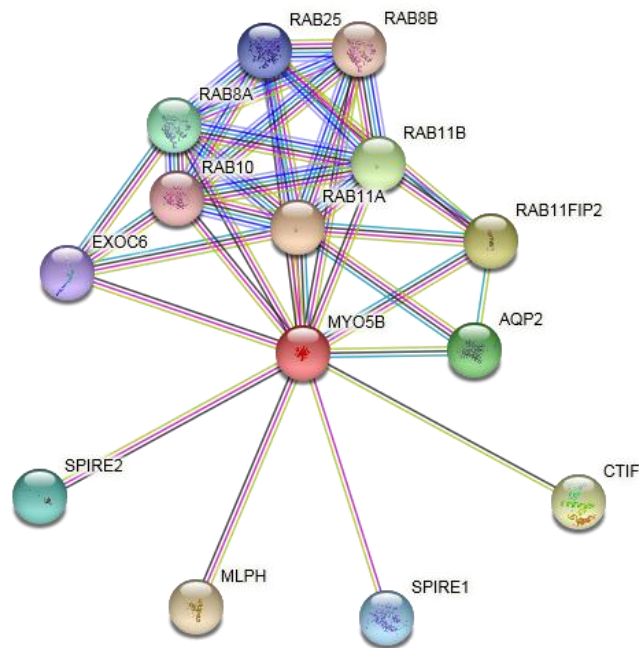 RAB25
RAB8B
RAB8A
RAB11B
RAB10
RAB11A
RAB11FIP2
EXOC6
MYO5B
AQP2
SPIRE2
CTIF
MLPH
SPIRE1